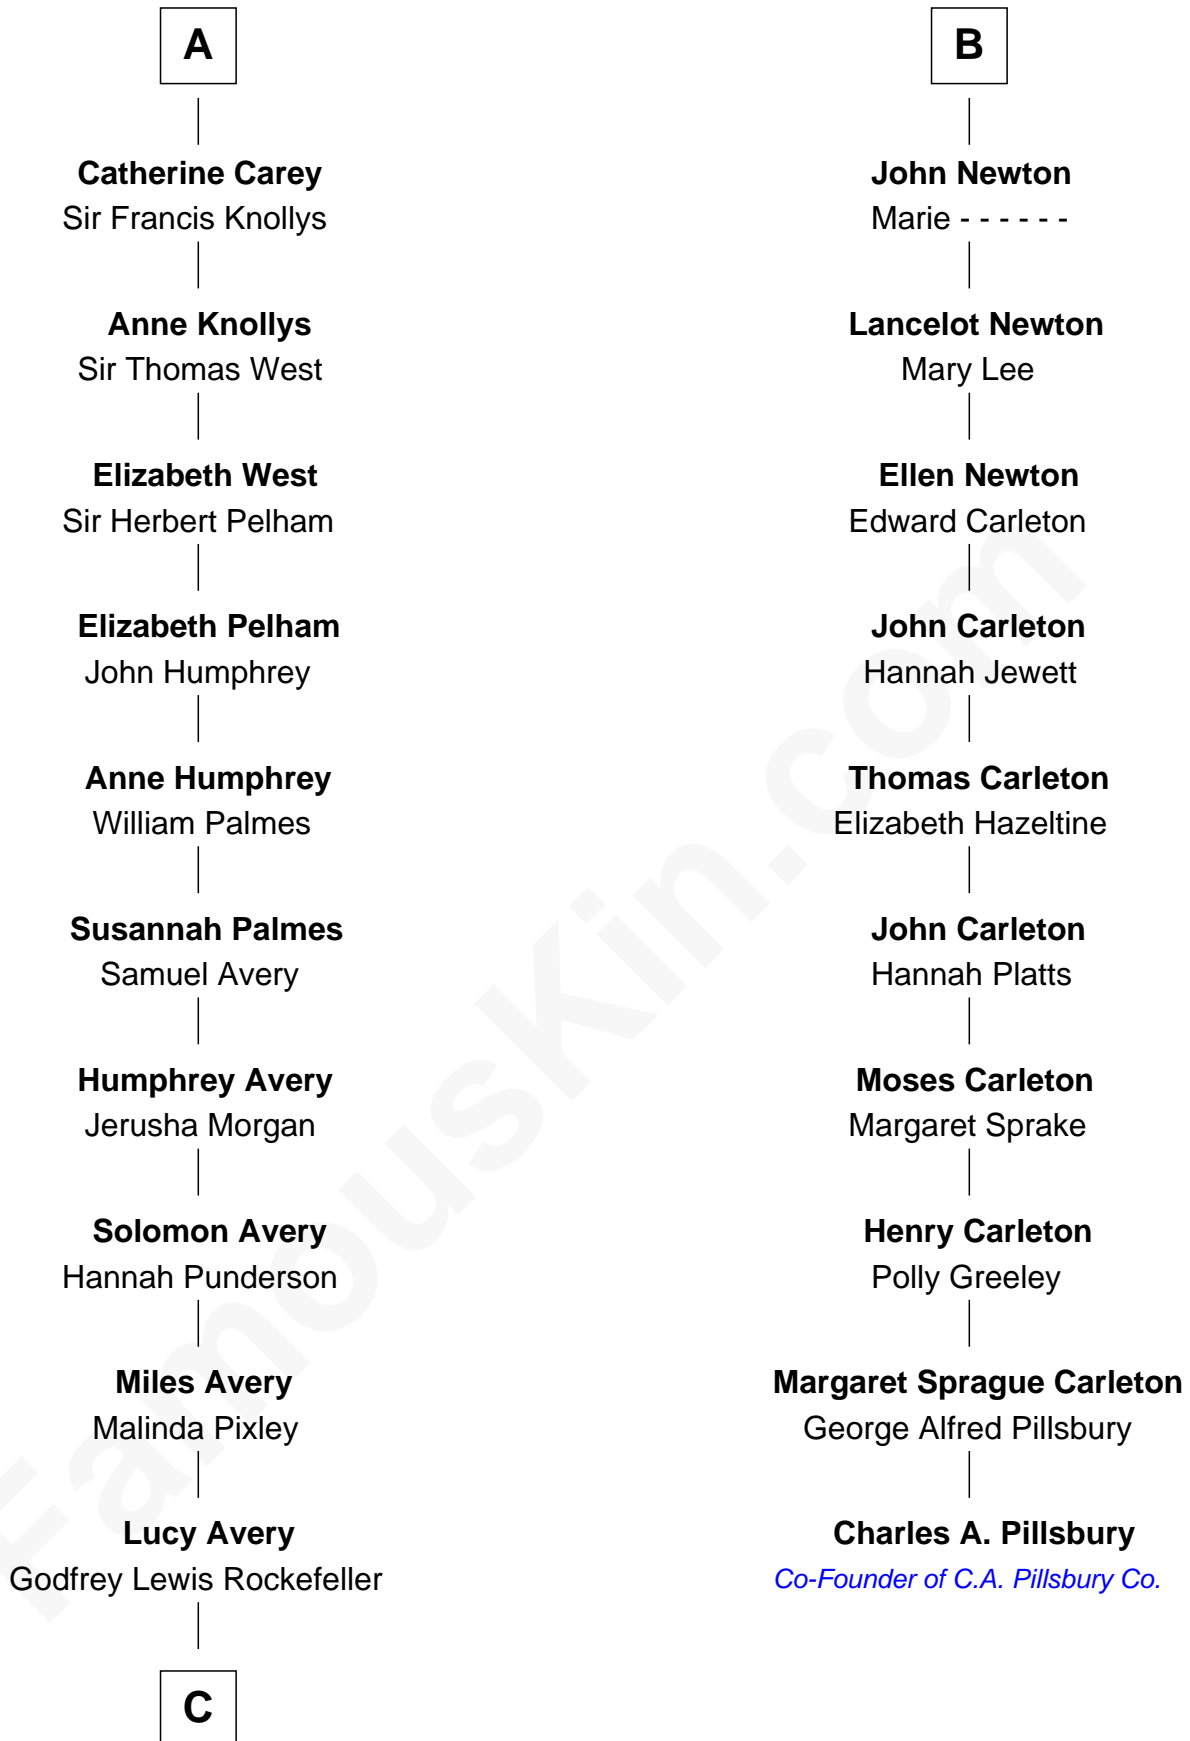 A
Catherine Carey
Sir Francis Knollys
Anne Knollys
Sir Thomas West
Elizabeth West
Sir Herbert Pelham
Elizabeth Pelham
John Humphrey
Anne Humphrey
William Palmes
Susannah Palmes
Samuel Avery
Humphrey Avery
Jerusha Morgan
Solomon Avery
Hannah Punderson
Miles Avery
Malinda Pixley
Lucy Avery
Godfrey Lewis Rockefeller
C
B
John Newton
Marie - - - - - -
Lancelot Newton
Mary Lee
Ellen Newton
Edward Carleton
John Carleton
Hannah Jewett
Thomas Carleton
Elizabeth Hazeltine
John Carleton
Hannah Platts
Moses Carleton
Margaret Sprake
Henry Carleton
Polly Greeley
Margaret Sprague Carleton
George Alfred Pillsbury
Charles A. Pillsbury
Co-Founder of C.A. Pillsbury Co.
FamousKin.com